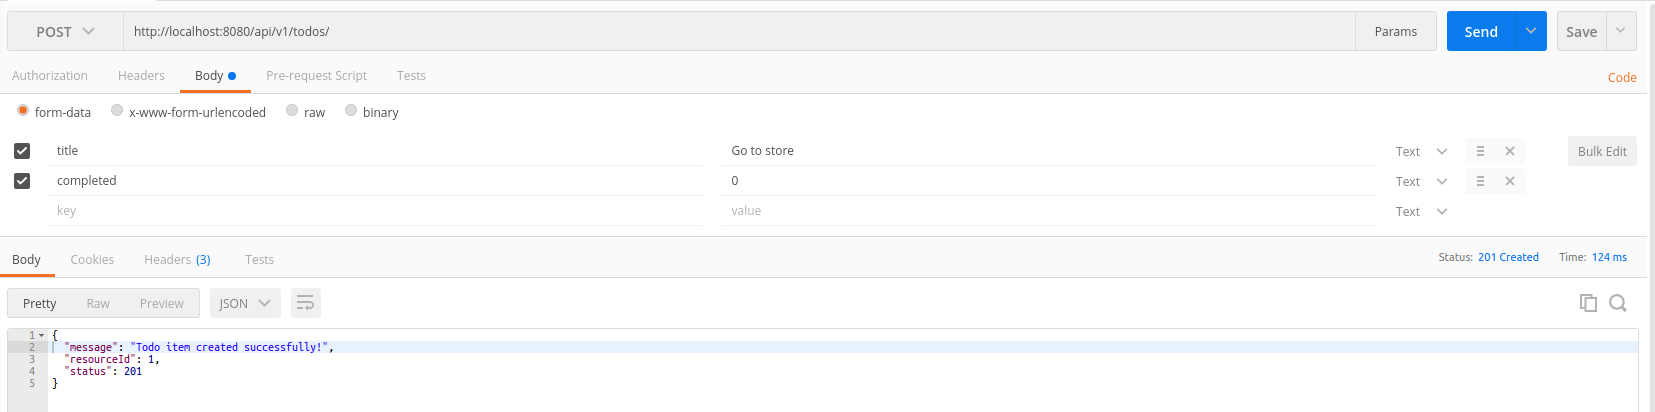 POST http://localhost:8080/api/v1/todos/ Params Send Save
Authorization Headers Body Pre-request Script Tests Code
form-data x-www-form-urlencoded raw binary
title Go to store Text Bulk Edit
completed 0 Text
key value Text
Body Cookies Headers (3) Tests Status: 201 Created Time: 124 ms
Pretty Raw Preview JSON
1 {
2 "message": "Todo item created successfully!",
3 "resourceId": 1,
4 "status": 201
5 }